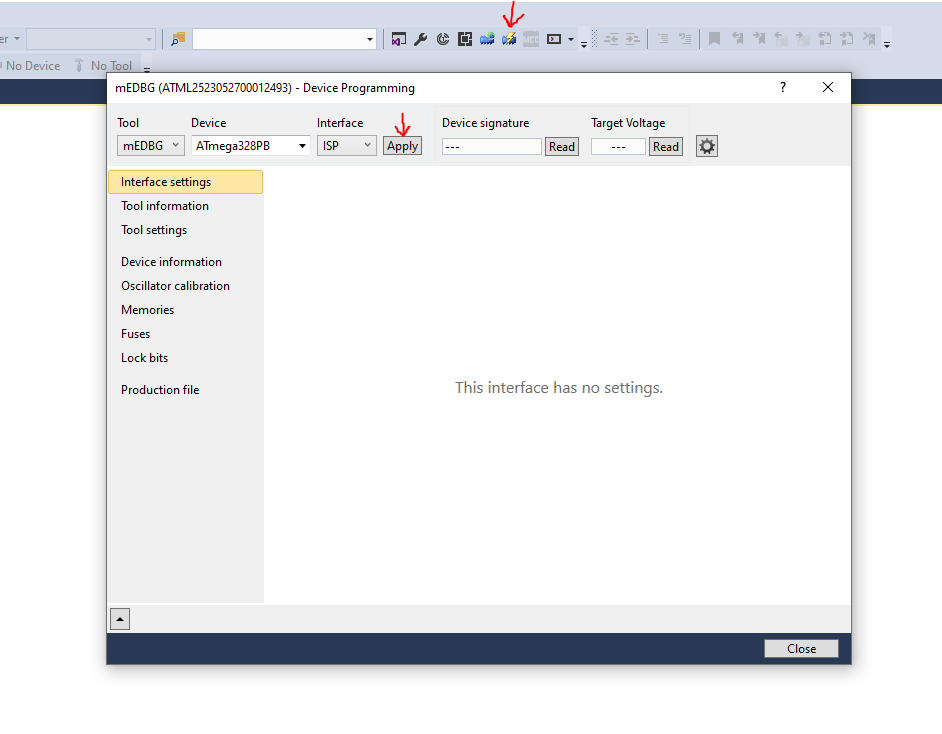 er
No Device No Tool
mEDBG (ATML2523052700012493) - Device Programming ?
Tool Device Interface Device signature Target Voltage
mEDBG ATmega328PB ISP Apply --- Read --- Read
Interface settings
Tool information
Tool settings
Device information
Oscillator calibration
Memories
Fuses
Lock bits
Production file
This interface has no settings.
Close